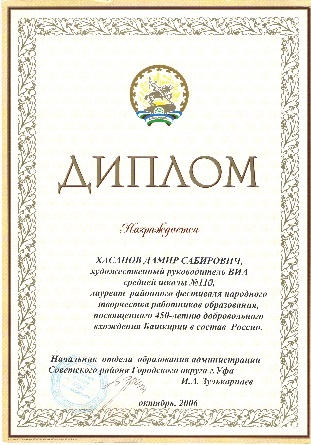 ДИПЛОМ
Награждается
ХАСАНОВ ДАМИР САБИРОВИЧ,
художественный руководитель ВИА
средней школы №110,
лауреат районного фестиваля народного
творчества работников образования,
посвященного 450-летию добровольного
вхождения Башкирии в состав России.
Начальник отдела образования администрации
Советского района Городского округа г.Уфа
И.А. Зулькарнаев
октябрь, 2006